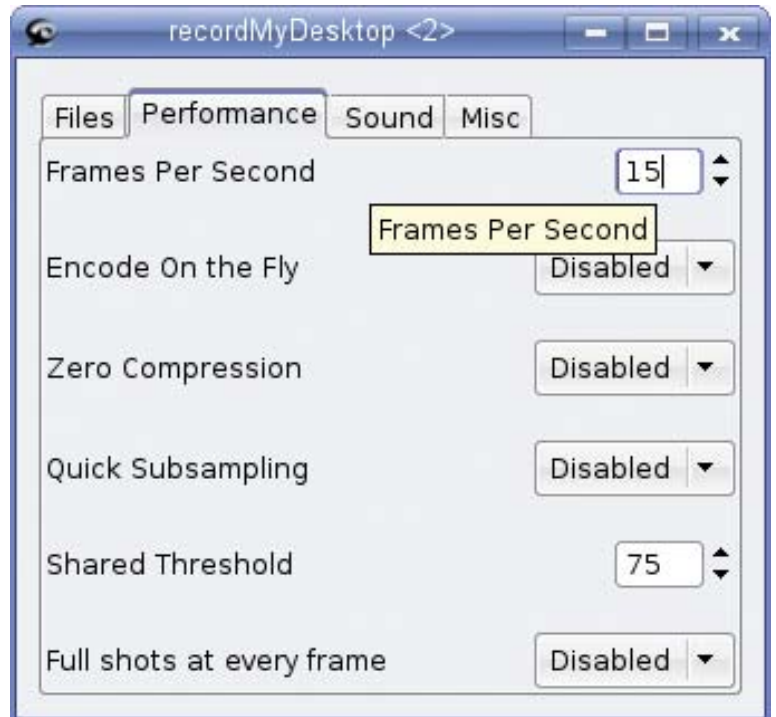 recordMyDesktop <2>
Files Performance Sound Misc
Frames Per Second 15
Frames Per Second
Encode On the Fly Disabled
Zero Compression Disabled
Quick Subsampling Disabled
Shared Threshold 75
Full shots at every frame Disabled